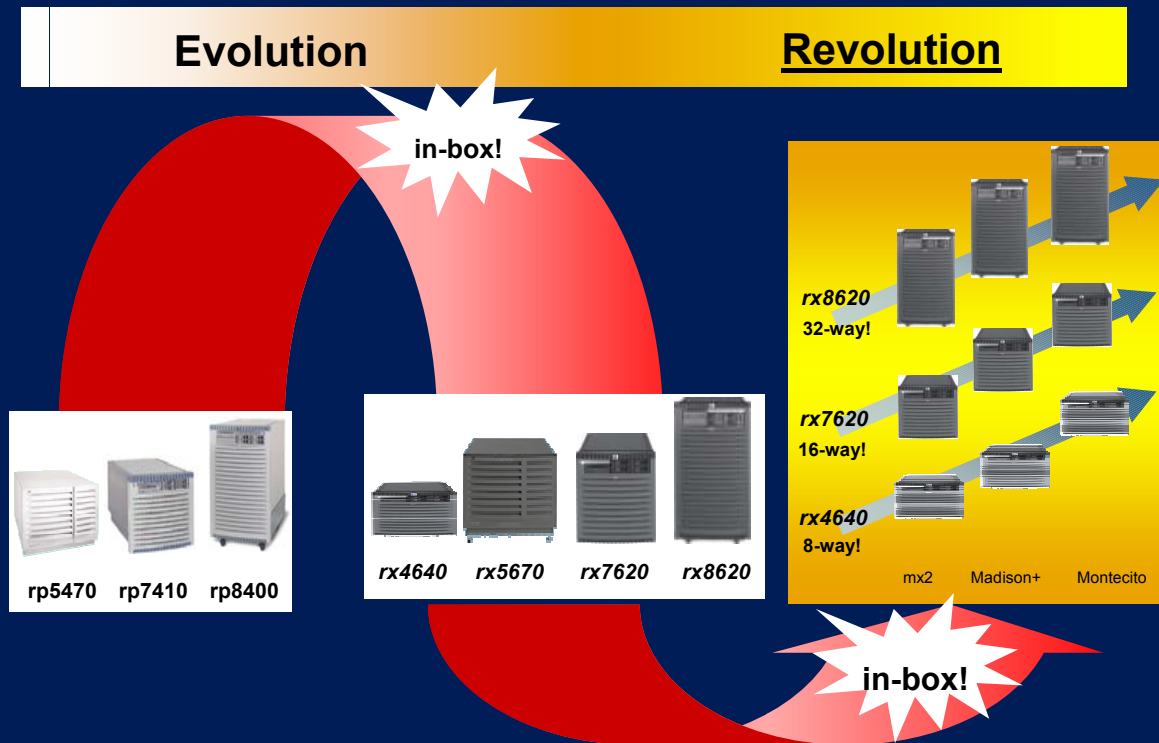 Evolution
Revolution
in-box!
rp5470 rp7410 rp8400
rx4640 rx5670 rx7620 rx8620
rx8620
32-way!
rx7620
16-way!
rx4640
8-way!
mx2 Madison+ Montecito
in-box!